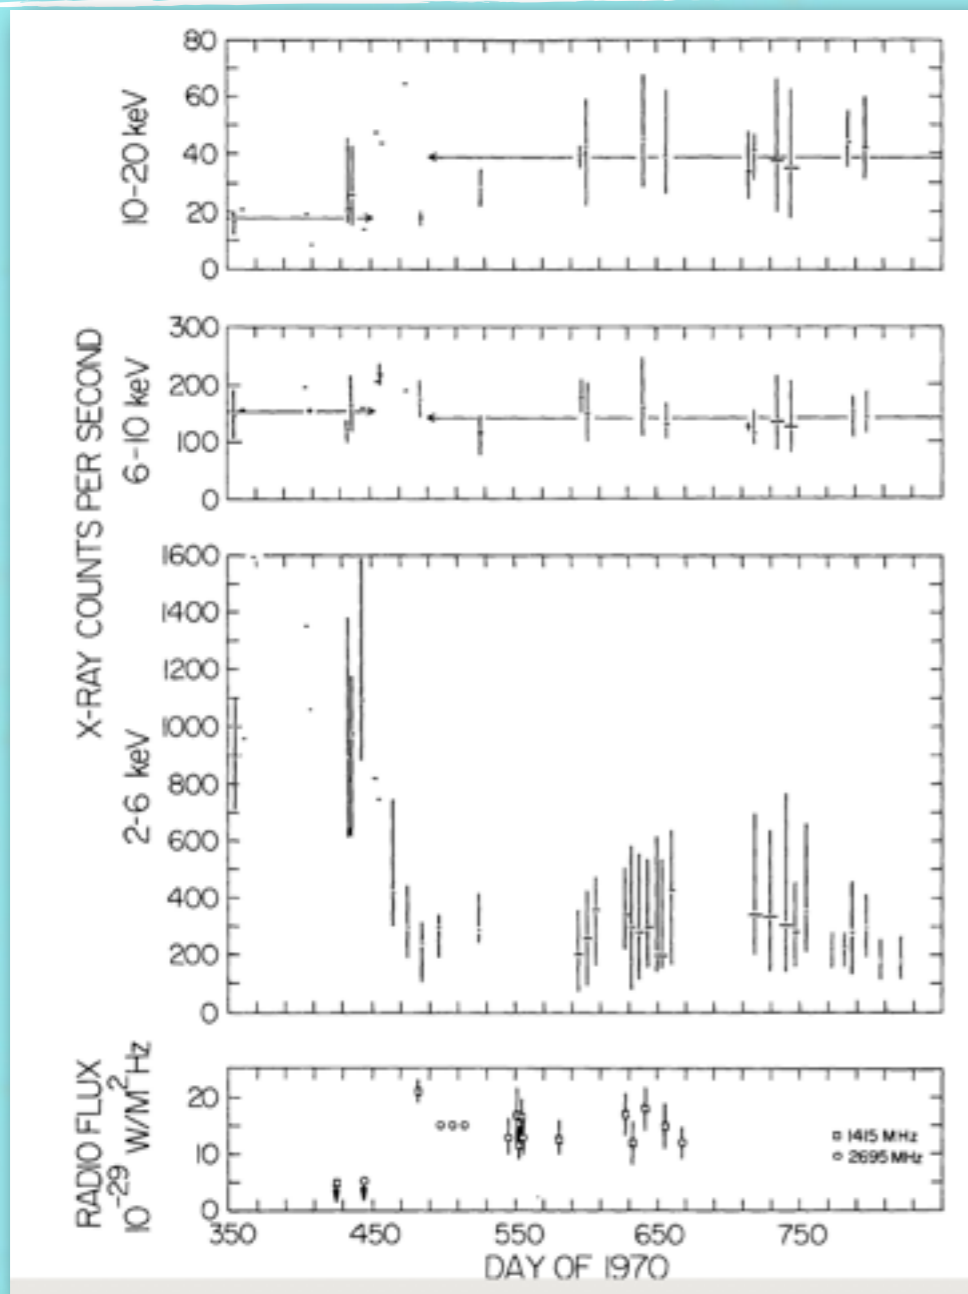 80
60
40
20
0
10-20 keV
300
200
100
0
6-10 keV
X-RAY COUNTS PER SECOND
1600
1400
1200
1000
800
600
400
200
0
2-6 keV
RADIO FLUX
10⁻²⁹ W/M² Hz
20
10
0
□ 1415 MHz
○ 2695 MHz
350 450 550 650 750
DAY OF 1970